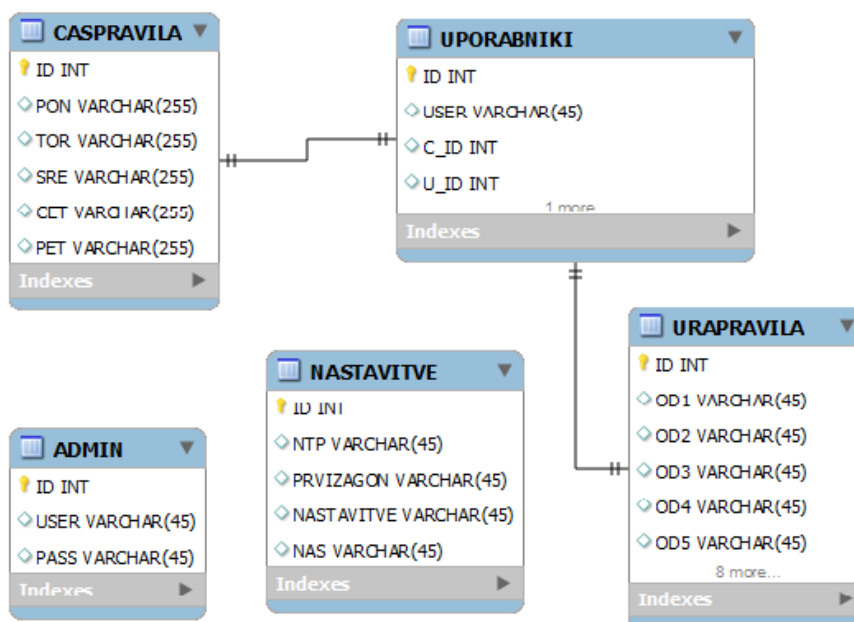 CASPRAVILA
ID INT
PON VARCHAR(255)
TOR VARCHAR(255)
SRE VARCHAR(255)
CET VARCHAR(255)
PET VARCHAR(255)
Indexes
UPORABNIKI
ID INT
USER VARCHAR(45)
C_ID INT
U_ID INT
1 more
Indexes
ADMIN
ID INT
USER VARCHAR(45)
PASS VARCHAR(45)
Indexes
NASTAVITVE
ID INT
NTP VARCHAR(45)
PRVIZAGON VARCHAR(45)
NASTAVITVE VARCHAR(45)
NAS VARCHAR(45)
Indexes
URAPRAVILA
ID INT
OD1 VARCHAR(45)
OD2 VARCHAR(45)
OD3 VARCHAR(45)
OD4 VARCHAR(45)
OD5 VARCHAR(45)
8 more...
Indexes